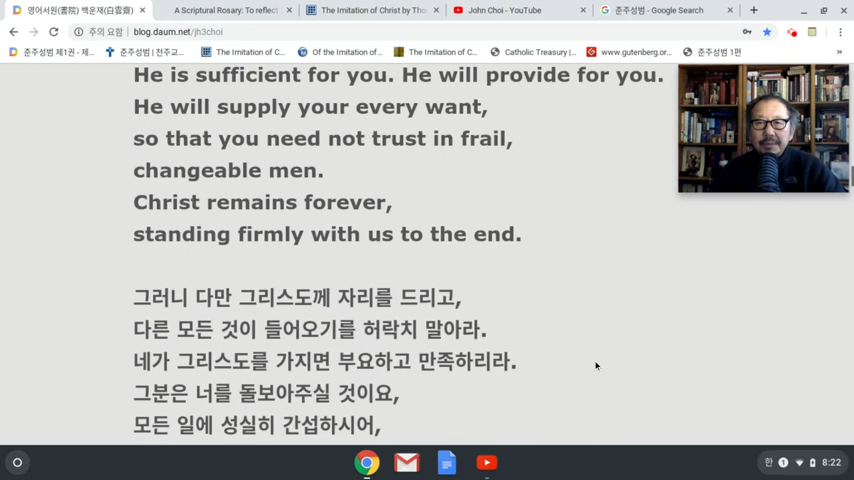 영어서원(書院) 백운재(白雲齋)
A Scriptural Rosary: To reflect
The Imitation of Christ by Tho
John Choi - YouTube
준주성범 - Google Search
주의 요함
blog.daum.net/jh3choi
준주성범 제1권 - 제...
준주성범 | 천주교...
The Imitation of C...
Of the Imitation of...
The Imitation of C...
Catholic Treasury |...
www.gutenberg.or...
준주성범 1편
He is sufficient for you. He will provide for you.
He will supply your every want,
so that you need not trust in frail,
changeable men.
Christ remains forever,
standing firmly with us to the end.
그러니 다만 그리스도께 자리를 드리고,
다른 모든 것이 들어오기를 허락치 말아라.
네가 그리스도를 가지면 부요하고 만족하리라.
그분은 너를 돌보아주실 것이요,
모든 일에 성실히 간섭하시어,
한 1 8:22